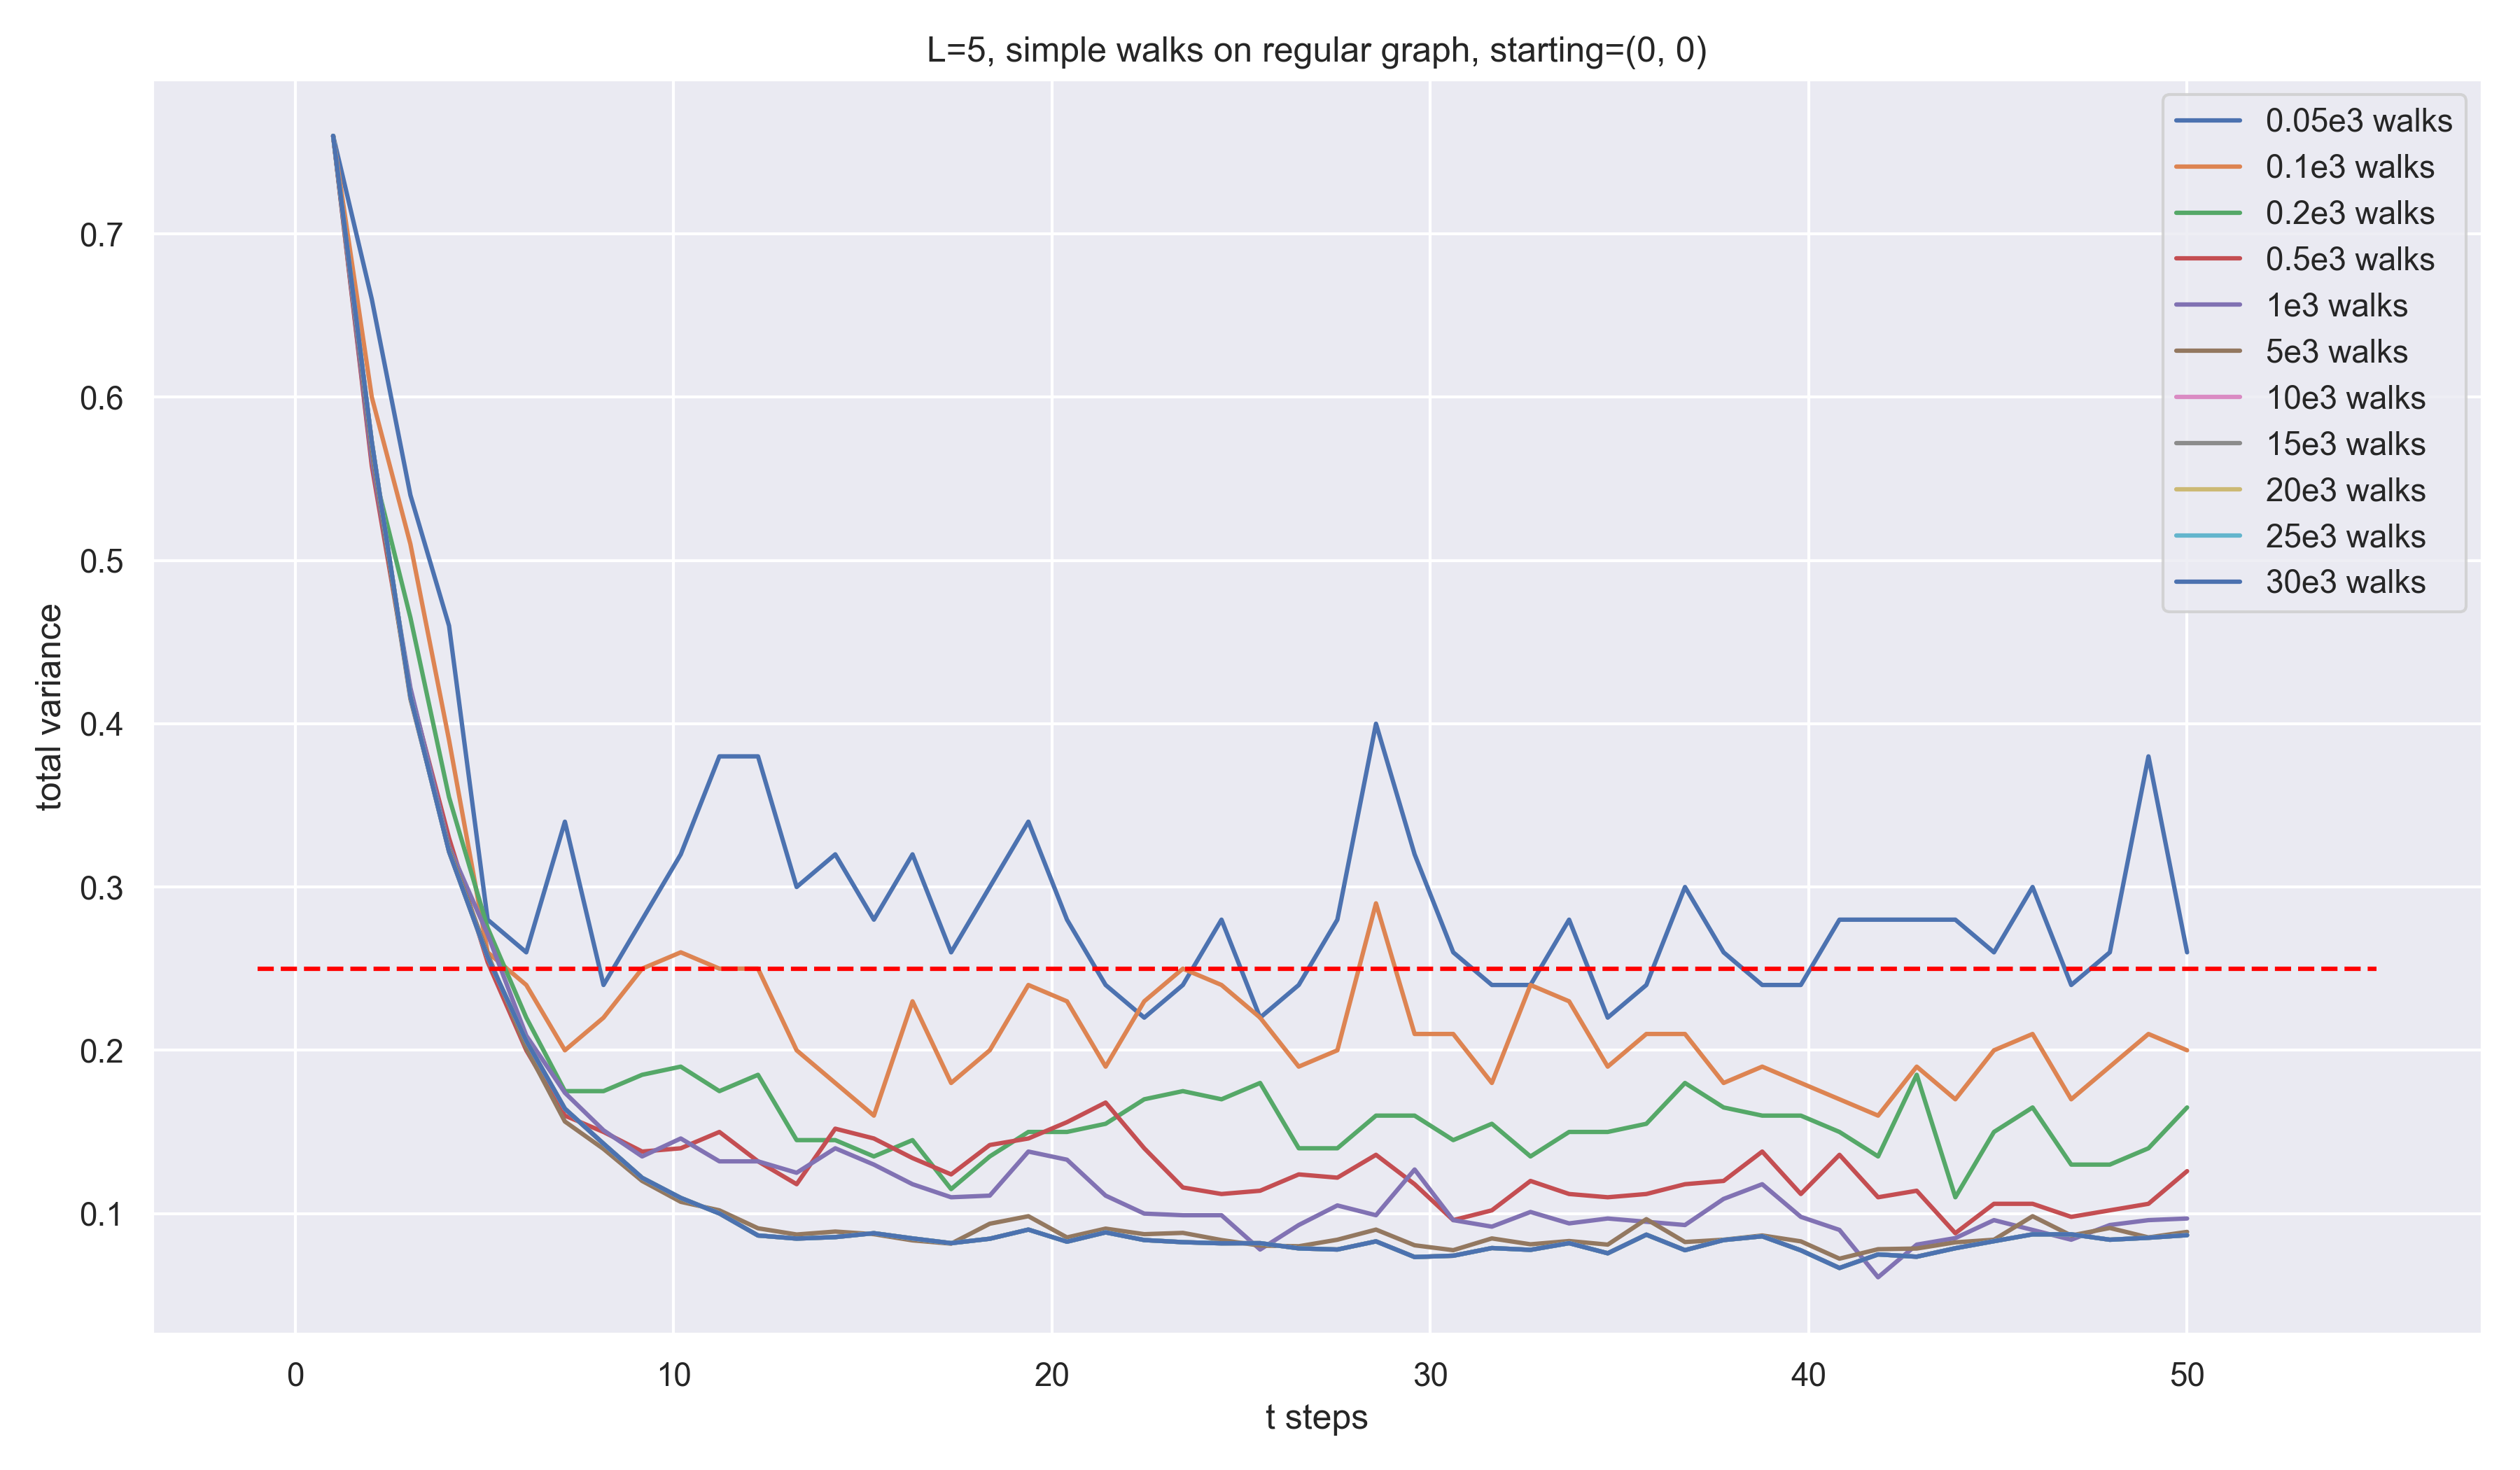 L=5, simple walks on regular graph, starting=(0, 0)
0.05e3 walks
0.1e3 walks
0.2e3 walks
0.5e3 walks
1e3 walks
5e3 walks
10e3 walks
15e3 walks
20e3 walks
25e3 walks
30e3 walks
total variance
0.7
0.6
0.5
0.4
0.3
0.2
0.1
0 10 20 30 40 50
t steps